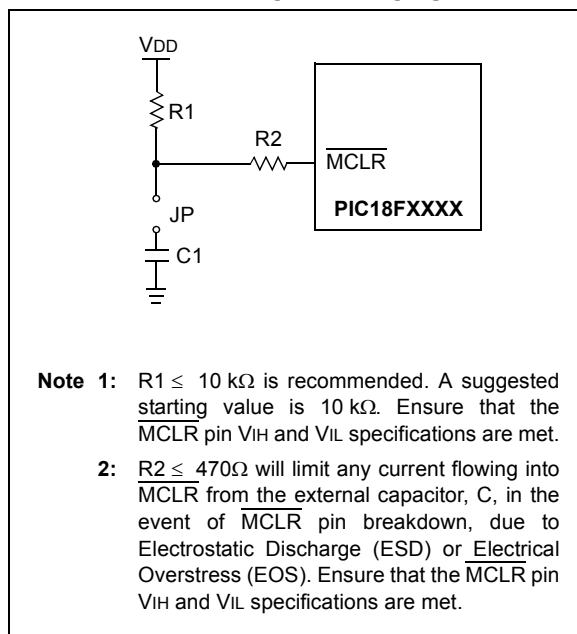 VDD
R1
R2
MCLR
JP
PIC18FXXXX
C1
Note 1: R1 ≤ 10 kΩ is recommended. A suggested
starting value is 10 kΩ. Ensure that the
MCLR pin VIH and VIL specifications are met.
2: R2 ≤ 470Ω will limit any current flowing into
MCLR from the external capacitor, C, in the
event of MCLR pin breakdown, due to
Electrostatic Discharge (ESD) or Electrical
Overstress (EOS). Ensure that the MCLR pin
VIH and VIL specifications are met.